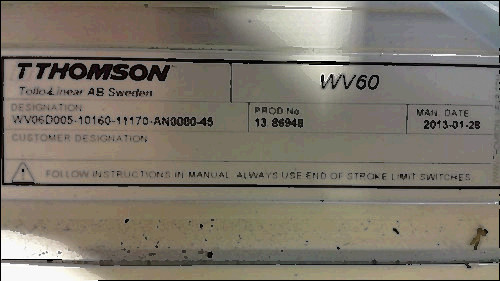 THOMSON
Tollo Linear AB Sweden
WV60
DESIGNATION
WV06D005-10160-11170-AN0000-45
PROD No
13 86948
MAN. DATE
2013-01-28
CUSTOMER DESIGNATION
FOLLOW INSTRUCTIONS IN MANUAL. ALWAYS USE END OF STROKE LIMIT SWITCHES.